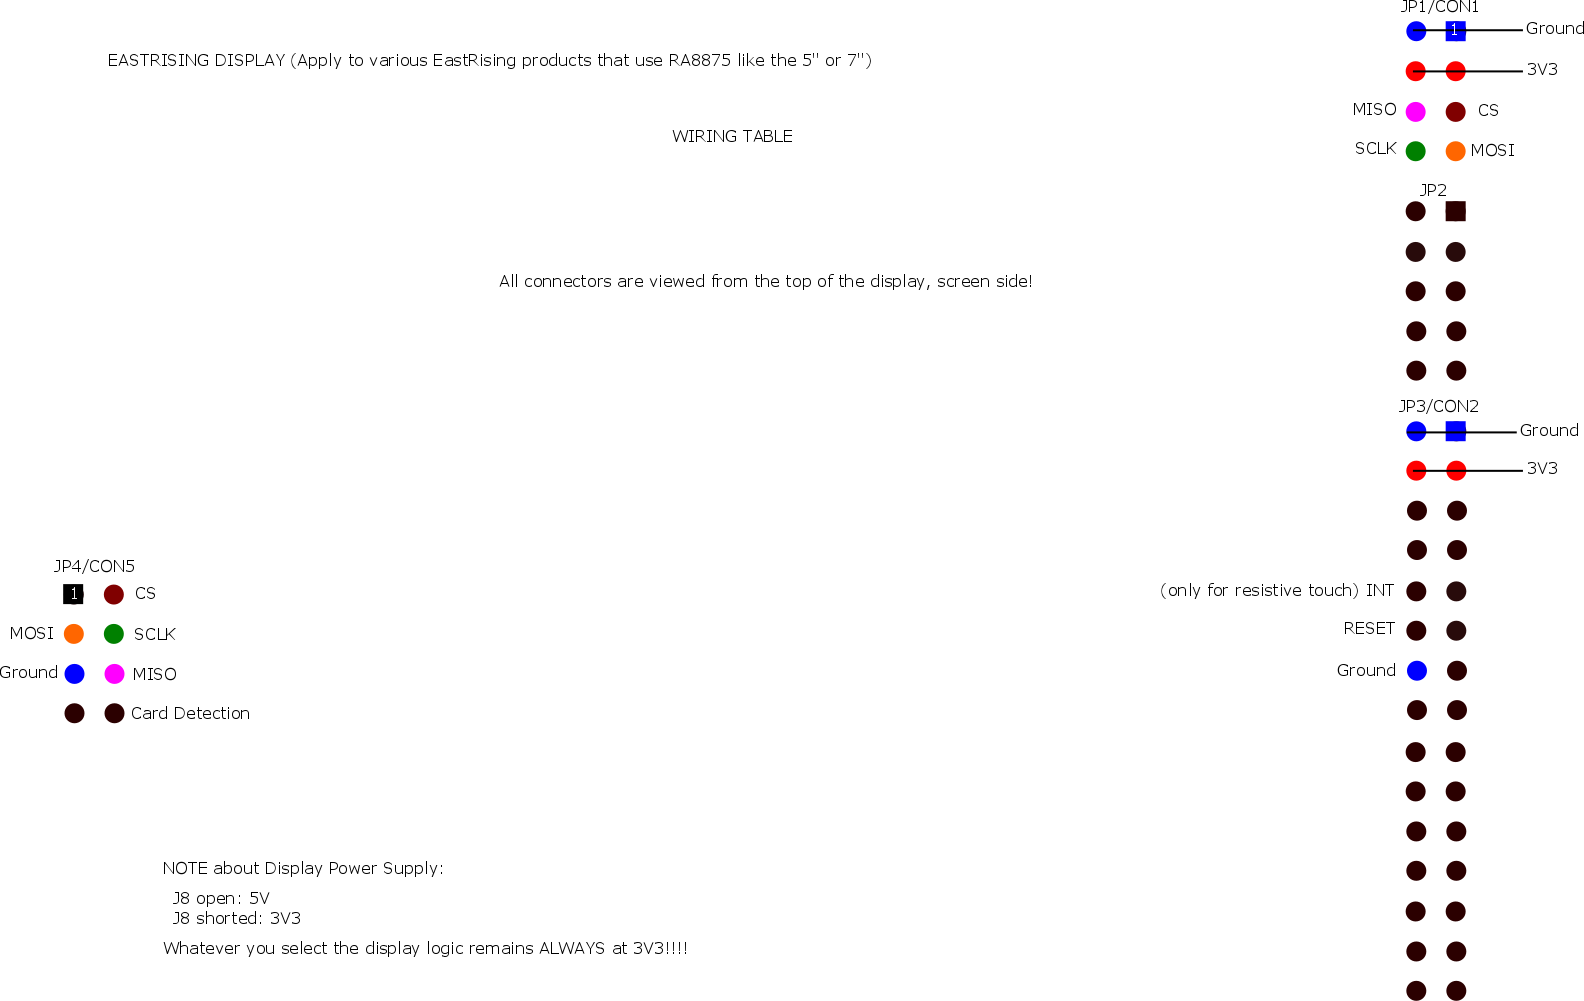 JP1/CON1
1 Ground
EASTRISING DISPLAY (Apply to various EastRising products that use RA8875 like the 5" or 7")
3V3
MISO CS
WIRING TABLE
SCLK MOSI
JP2
All connectors are viewed from the top of the display, screen side!
JP3/CON2
Ground
3V3
JP4/CON5
1 CS
(only for resistive touch) INT
MOSI SCLK
RESET
Ground MISO
Ground
Card Detection
NOTE about Display Power Supply:
J8 open: 5V
J8 shorted: 3V3
Whatever you select the display logic remains ALWAYS at 3V3!!!!